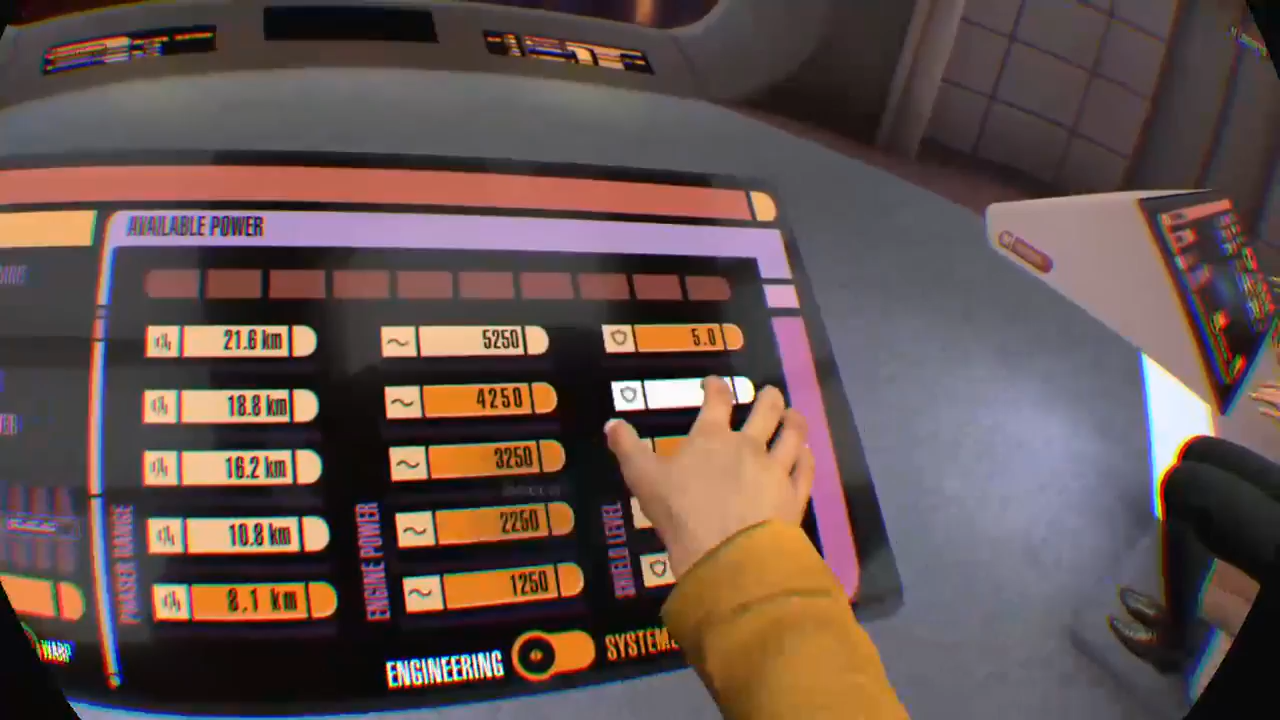 AVAILABLE POWER
21.6 km 5250 5.0
18.8 km 4250
16.2 km 3250
10.8 km 2250
8.1 km 1250
PHASER RANGE
ENGINE POWER
SHIELD LEVEL
WARP
ENGINEERING